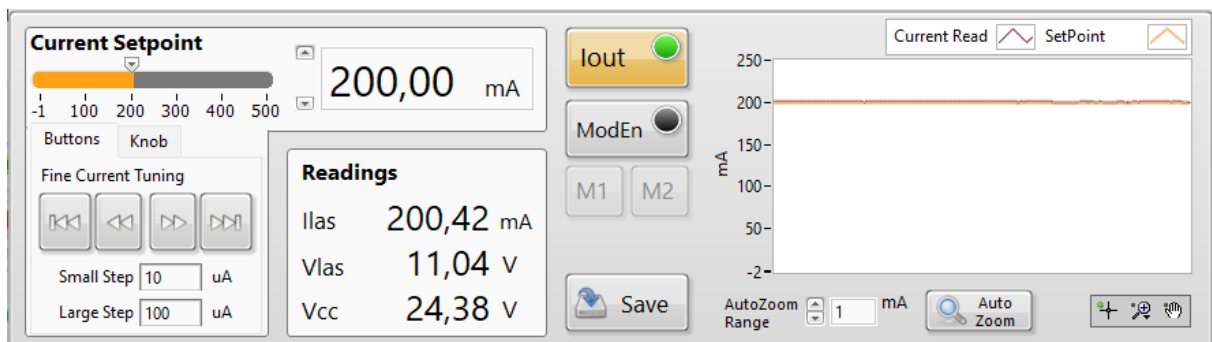 Current Setpoint
200,00 mA
-1 100 200 300 400 500
Buttons Knob
Fine Current Tuning
Small Step 10 uA
Large Step 100 uA
Readings
Ilas 200,42 mA
Vlas 11,04 V
Vcc 24,38 V
Iout
ModEn
M1 M2
Save
Current Read SetPoint
250
200
150
100
50
-2
mA
AutoZoom Range 1 mA
Auto Zoom